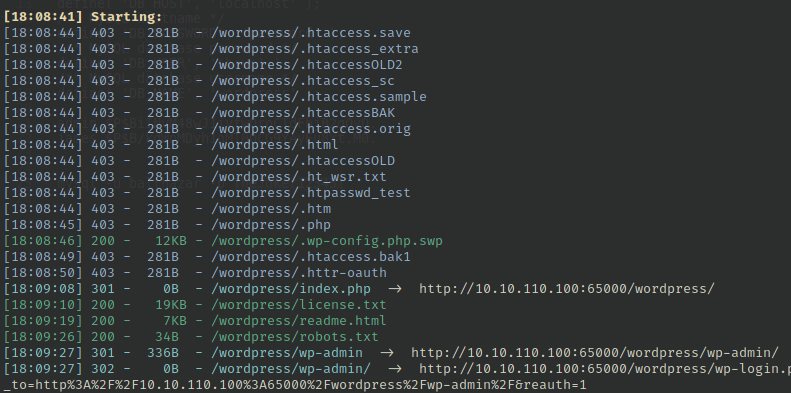 [18:08:41] Starting:
[18:08:44] 403 -  281B  - /wordpress/.htaccess.save
[18:08:44] 403 -  281B  - /wordpress/.htaccess_extra
[18:08:44] 403 -  281B  - /wordpress/.htaccessOLD2
[18:08:44] 403 -  281B  - /wordpress/.htaccess_sc
[18:08:44] 403 -  281B  - /wordpress/.htaccess.sample
[18:08:44] 403 -  281B  - /wordpress/.htaccessBAK
[18:08:44] 403 -  281B  - /wordpress/.htaccess.orig
[18:08:44] 403 -  281B  - /wordpress/.html
[18:08:44] 403 -  281B  - /wordpress/.htaccessOLD
[18:08:44] 403 -  281B  - /wordpress/.ht_wsr.txt
[18:08:44] 403 -  281B  - /wordpress/.htpasswd_test
[18:08:44] 403 -  281B  - /wordpress/.htm
[18:08:45] 403 -  281B  - /wordpress/.php
[18:08:46] 200 -   12KB - /wordpress/.wp-config.php.swp
[18:08:49] 403 -  281B  - /wordpress/.htaccess.bak1
[18:08:50] 403 -  281B  - /wordpress/.httr-oauth
[18:09:08] 301 -    0B  - /wordpress/index.php  →  http://10.10.110.100:65000/wordpress/
[18:09:10] 200 -   19KB - /wordpress/license.txt
[18:09:19] 200 -    7KB - /wordpress/readme.html
[18:09:26] 200 -   34B  - /wordpress/robots.txt
[18:09:27] 301 -  336B  - /wordpress/wp-admin  →  http://10.10.110.100:65000/wordpress/wp-admin/
[18:09:27] 302 -    0B  - /wordpress/wp-admin/  →  http://10.10.110.100:65000/wordpress/wp-login.p
_to=http%3A%2F%2F10.10.110.100%3A65000%2Fwordpress%2Fwp-admin%2F&reauth=1